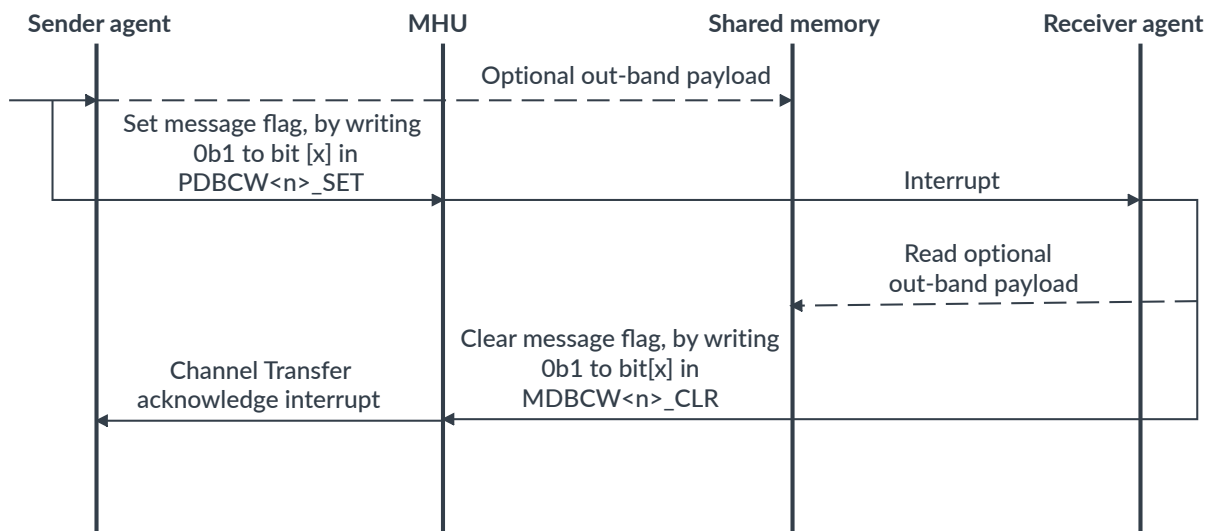 Sender agent
MHU
Shared memory
Receiver agent
Optional out-band payload
Set message flag, by writing
0b1 to bit [x] in
PDBCW<n>_SET
Interrupt
Read optional
out-band payload
Clear message flag, by writing
0b1 to bit[x] in
MDBCW<n>_CLR
Channel Transfer
acknowledge interrupt